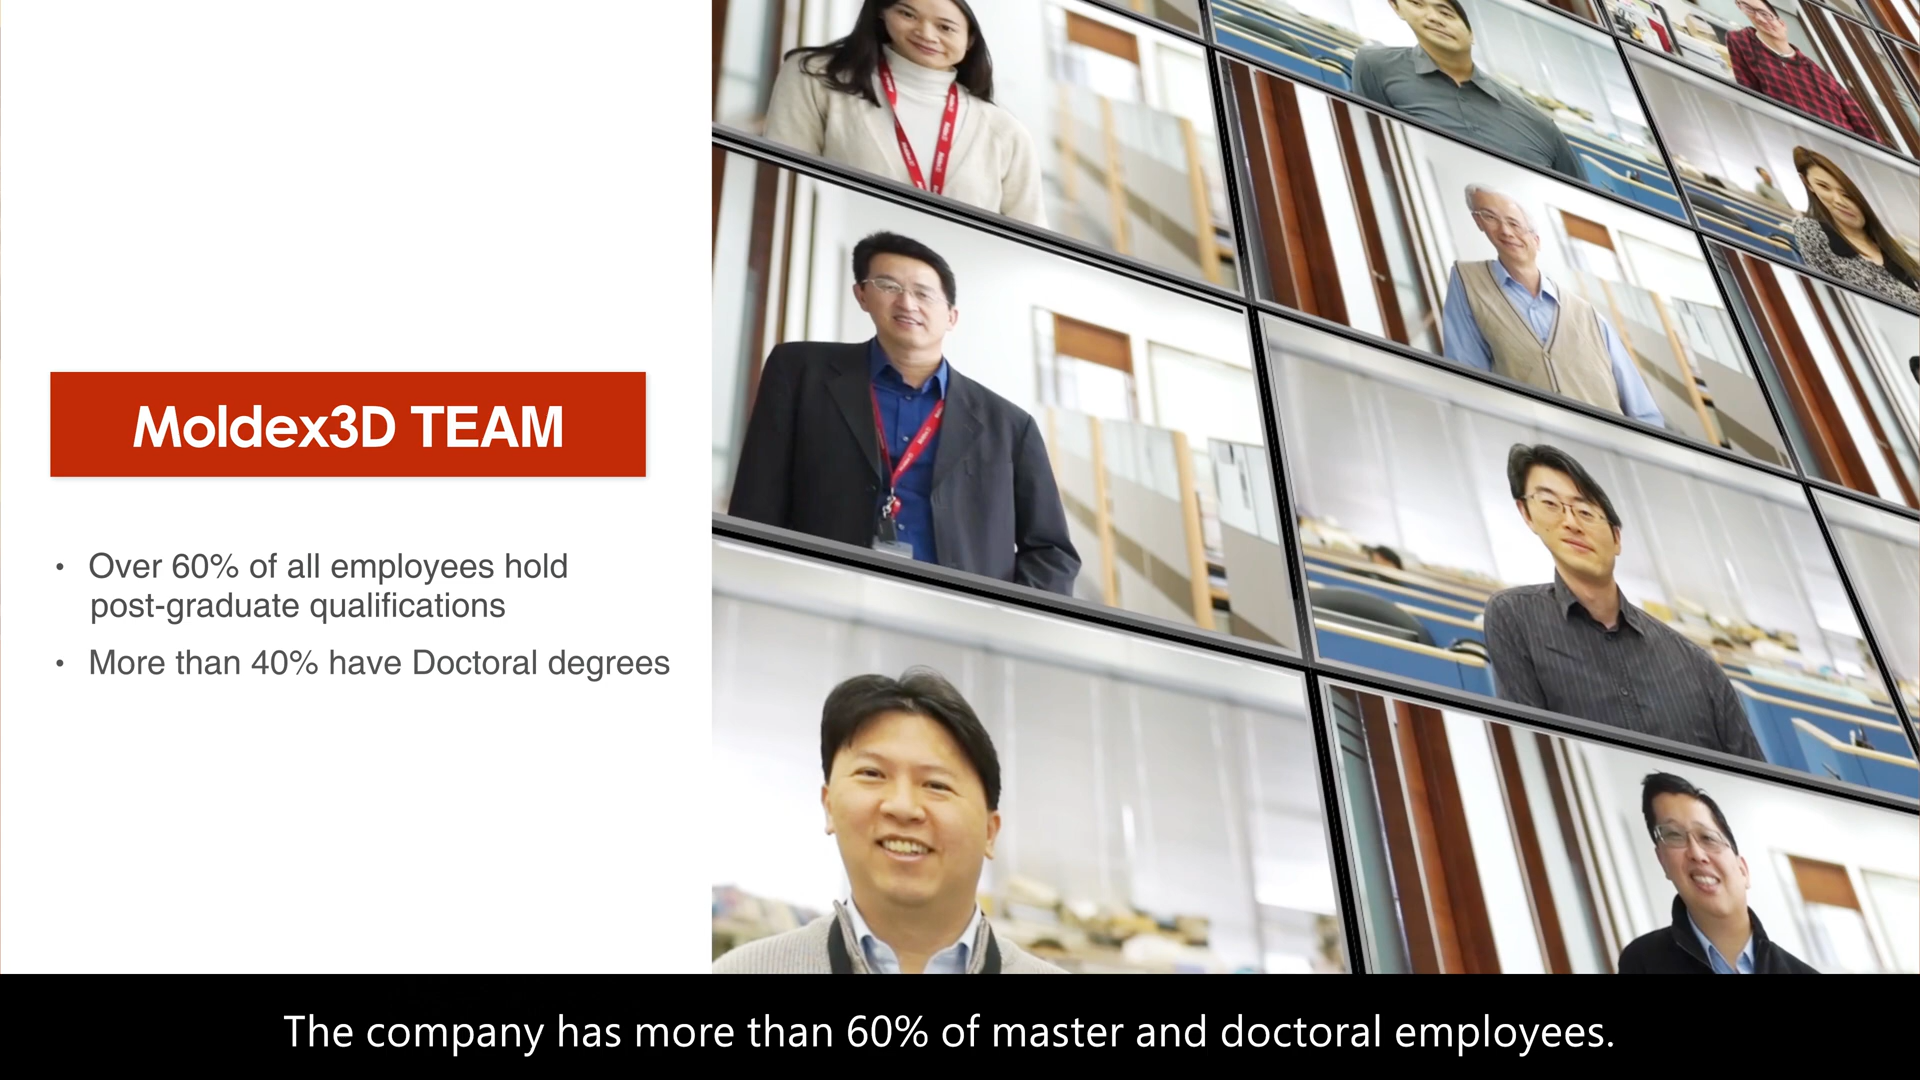 Moldex3D TEAM
• Over 60% of all employees hold
post-graduate qualifications
• More than 40% have Doctoral degrees
The company has more than 60% of master and doctoral employees.